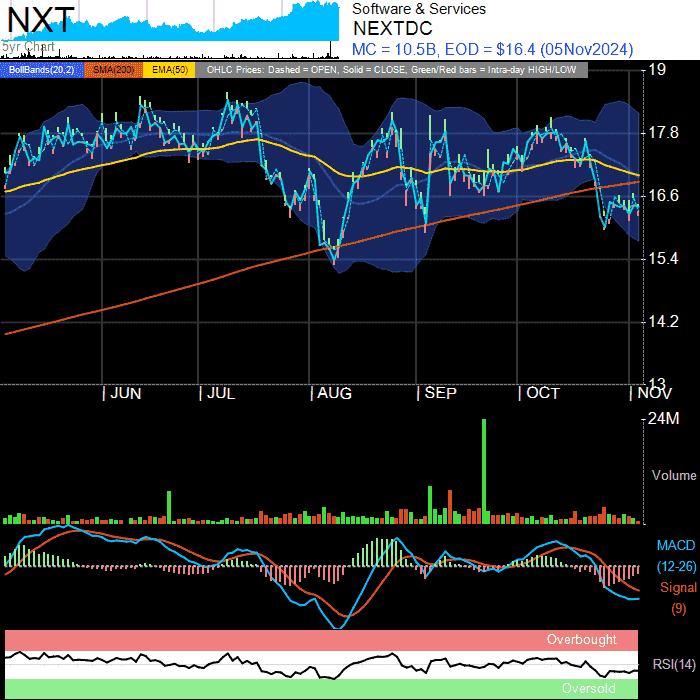 NXT
5yr Chart
Software & Services
NEXTDC
MC = 10.5B, EOD = $16.4 (05Nov2024)
BollBands(20,2) SMA(200) EMA(50) OHLC Prices: Dashed = OPEN, Solid = CLOSE, Green/Red bars = Intra-day HIGH/LOW
19
17.8
16.6
15.4
14.2
13
JUN JUL AUG SEP OCT NOV
24M
Volume
MACD
(12-26)
Signal
(9)
Overbought
RSI(14)
Oversold